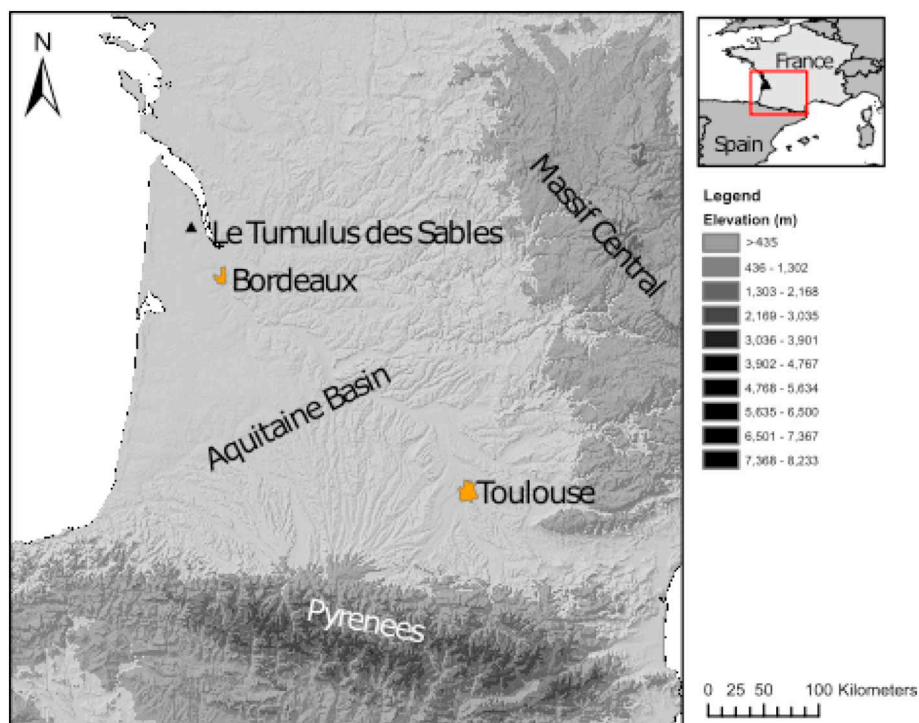 N
Le Tumulus des Sables
Bordeaux
Massif Central
Aquitaine Basin
Toulouse
Pyrenees
France
Spain
Legend
Elevation (m)
>435
436 - 1,302
1,303 - 2,168
2,169 - 3,035
3,036 - 3,901
3,902 - 4,767
4,768 - 5,634
5,635 - 6,500
6,501 - 7,367
7,368 - 8,233
0 25 50 100 Kilometers